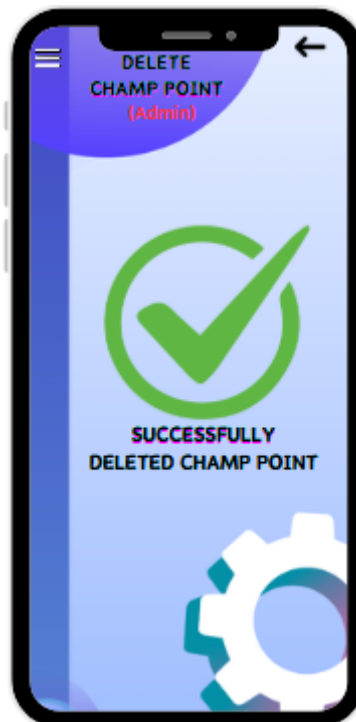 DELETE
CHAMP POINT
(Admin)
SUCCESSFULLY
DELETED CHAMP POINT